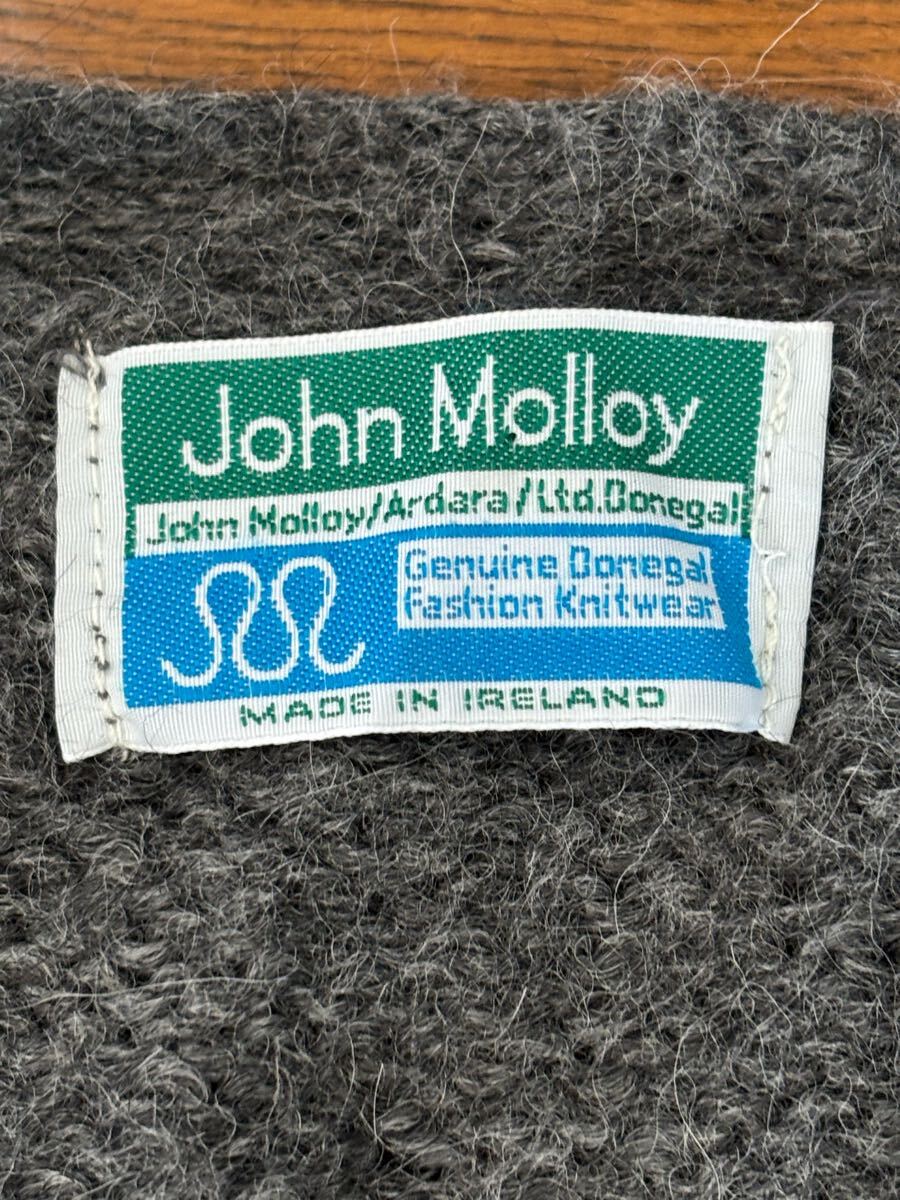 John Molloy
John Molloy/Ardara/Ltd.Donegal
Genuine Donegal
Fashion Knitwear
MADE IN IRELAND